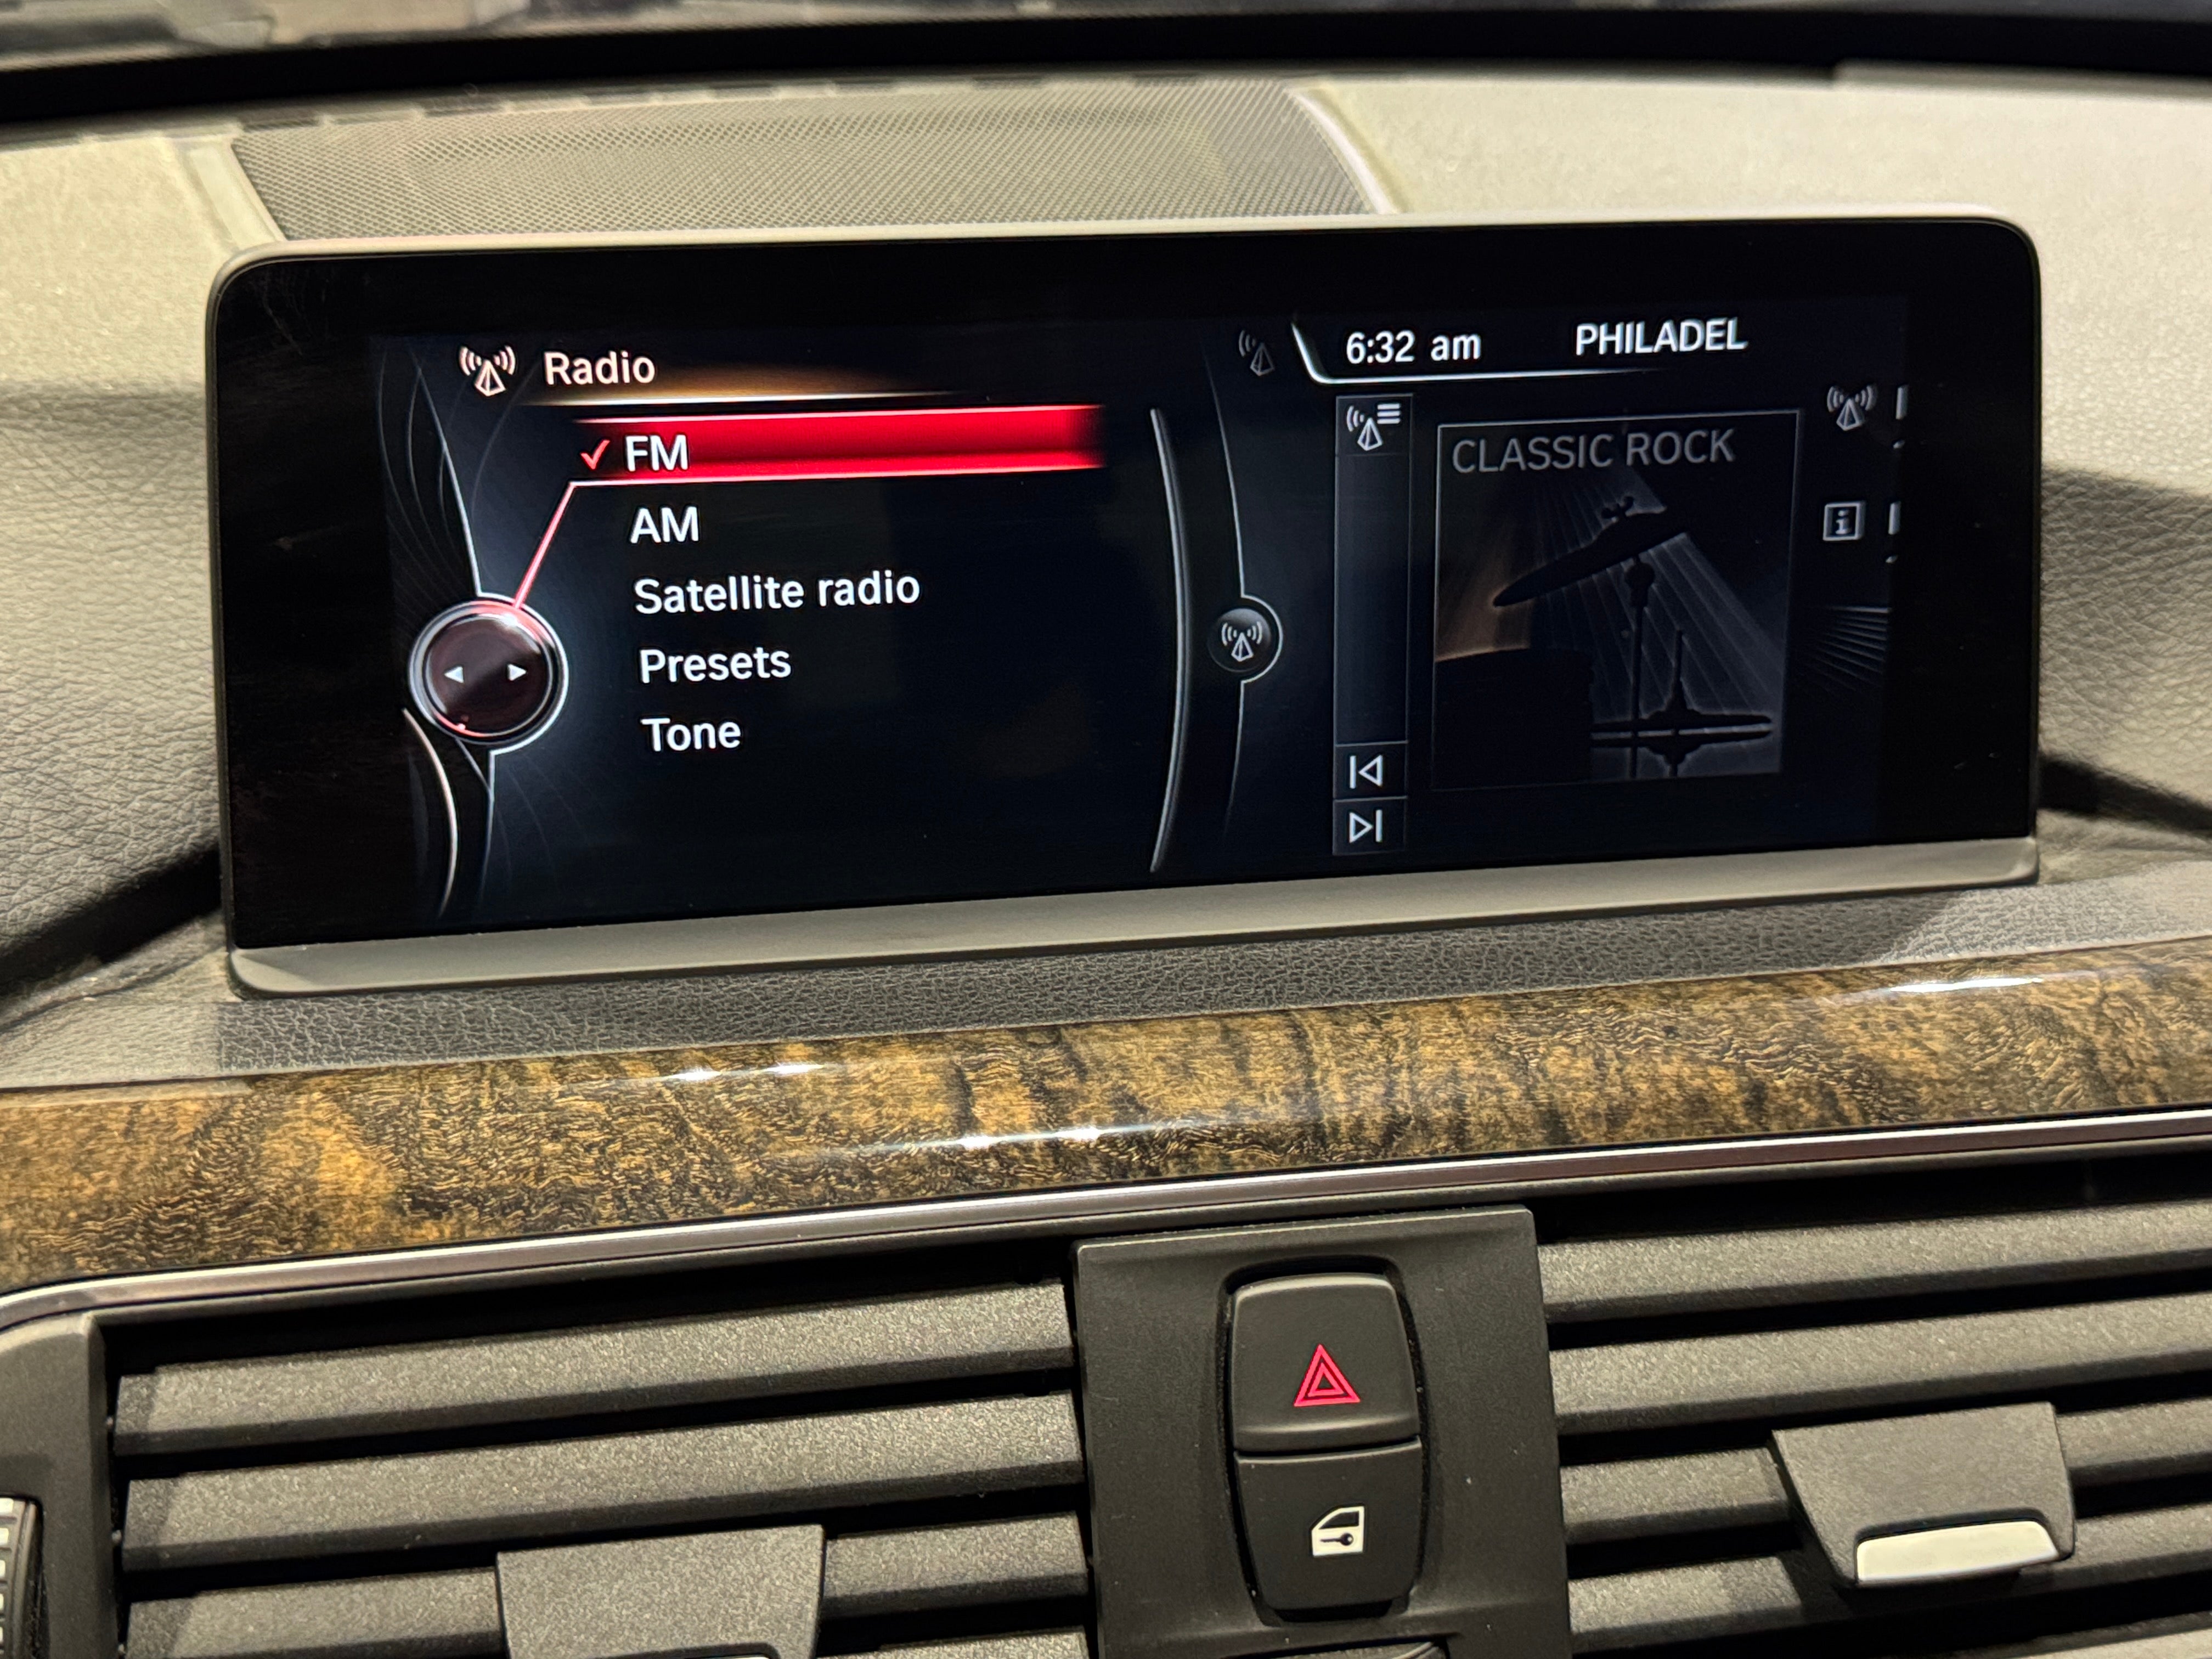 Radio
FM
AM
Satellite radio
Presets
Tone
6:32 am PHILADEL
CLASSIC ROCK